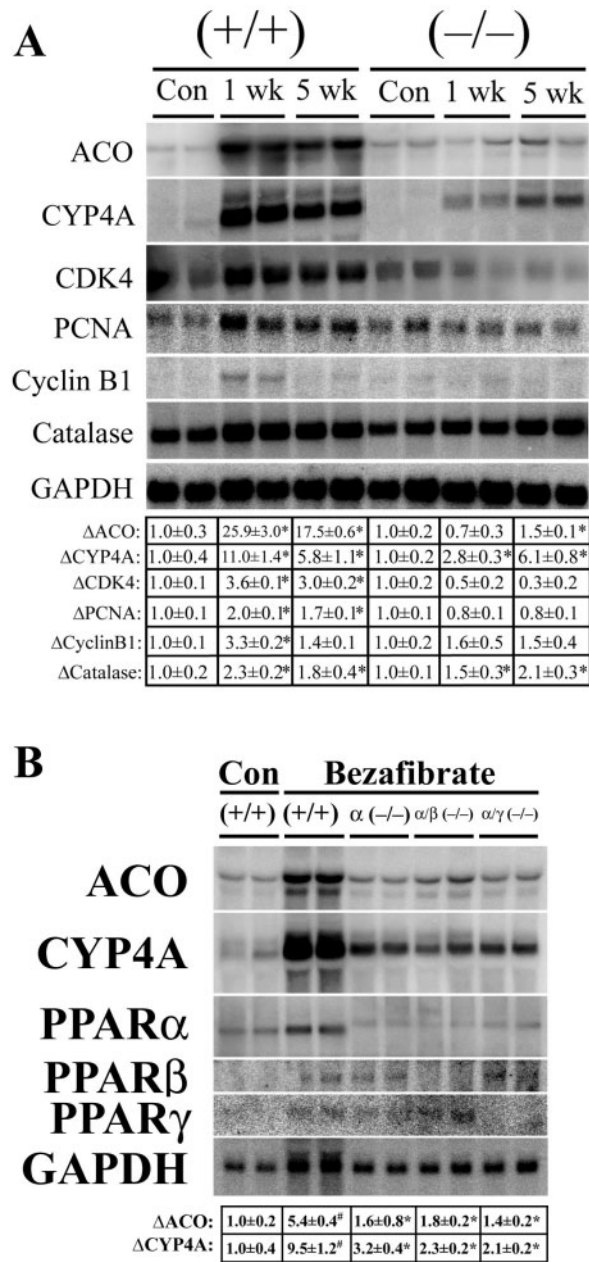 A
(+/+) (–/–)
Con 1 wk 5 wk Con 1 wk 5 wk
ACO
CYP4A
CDK4
PCNA
Cyclin B1
Catalase
GAPDH
ΔACO: 1.0±0.3 25.9±3.0* 17.5±0.6* 1.0±0.2 0.7±0.3 1.5±0.1*
ΔCYP4A: 1.0±0.4 11.0±1.4* 5.8±1.1* 1.0±0.2 2.8±0.3* 6.1±0.8*
ΔCDK4: 1.0±0.1 3.6±0.1* 3.0±0.2* 1.0±0.2 0.5±0.2 0.3±0.2
ΔPCNA: 1.0±0.1 2.0±0.1* 1.7±0.1* 1.0±0.1 0.8±0.1 0.8±0.1
ΔCyclinB1: 1.0±0.1 3.3±0.2* 1.4±0.1 1.0±0.2 1.6±0.5 1.5±0.4
ΔCatalase: 1.0±0.2 2.3±0.2* 1.8±0.4* 1.0±0.1 1.5±0.3* 2.1±0.3*
B
Con Bezafibrate
(+/+) (+/+) α (–/–) α/β (–/–) α/γ (–/–)
ACO
CYP4A
PPARα
PPARβ
PPARγ
GAPDH
ΔACO: 1.0±0.2 5.4±0.4# 1.6±0.8* 1.8±0.2* 1.4±0.2*
ΔCYP4A: 1.0±0.4 9.5±1.2# 3.2±0.4* 2.3±0.2* 2.1±0.2*